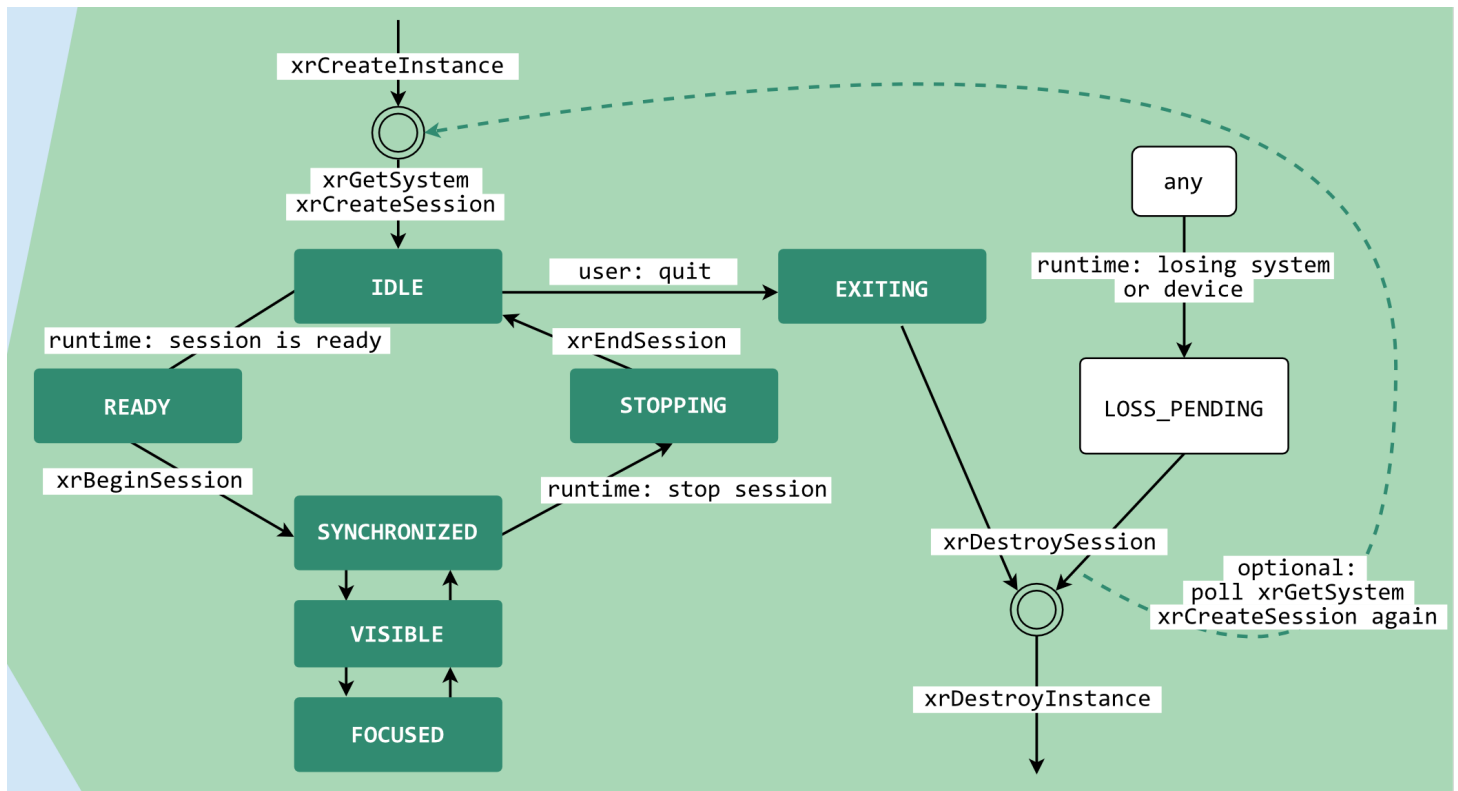 xrCreateInstance
xrGetSystem
xrCreateSession
any
IDLE
user: quit
EXITING
runtime: losing system
or device
runtime: session is ready
xrEndSession
READY
STOPPING
LOSS_PENDING
xrBeginSession
runtime: stop session
SYNCHRONIZED
xrDestroySession
optional:
poll xrGetSystem
xrCreateSession again
VISIBLE
xrDestroyInstance
FOCUSED